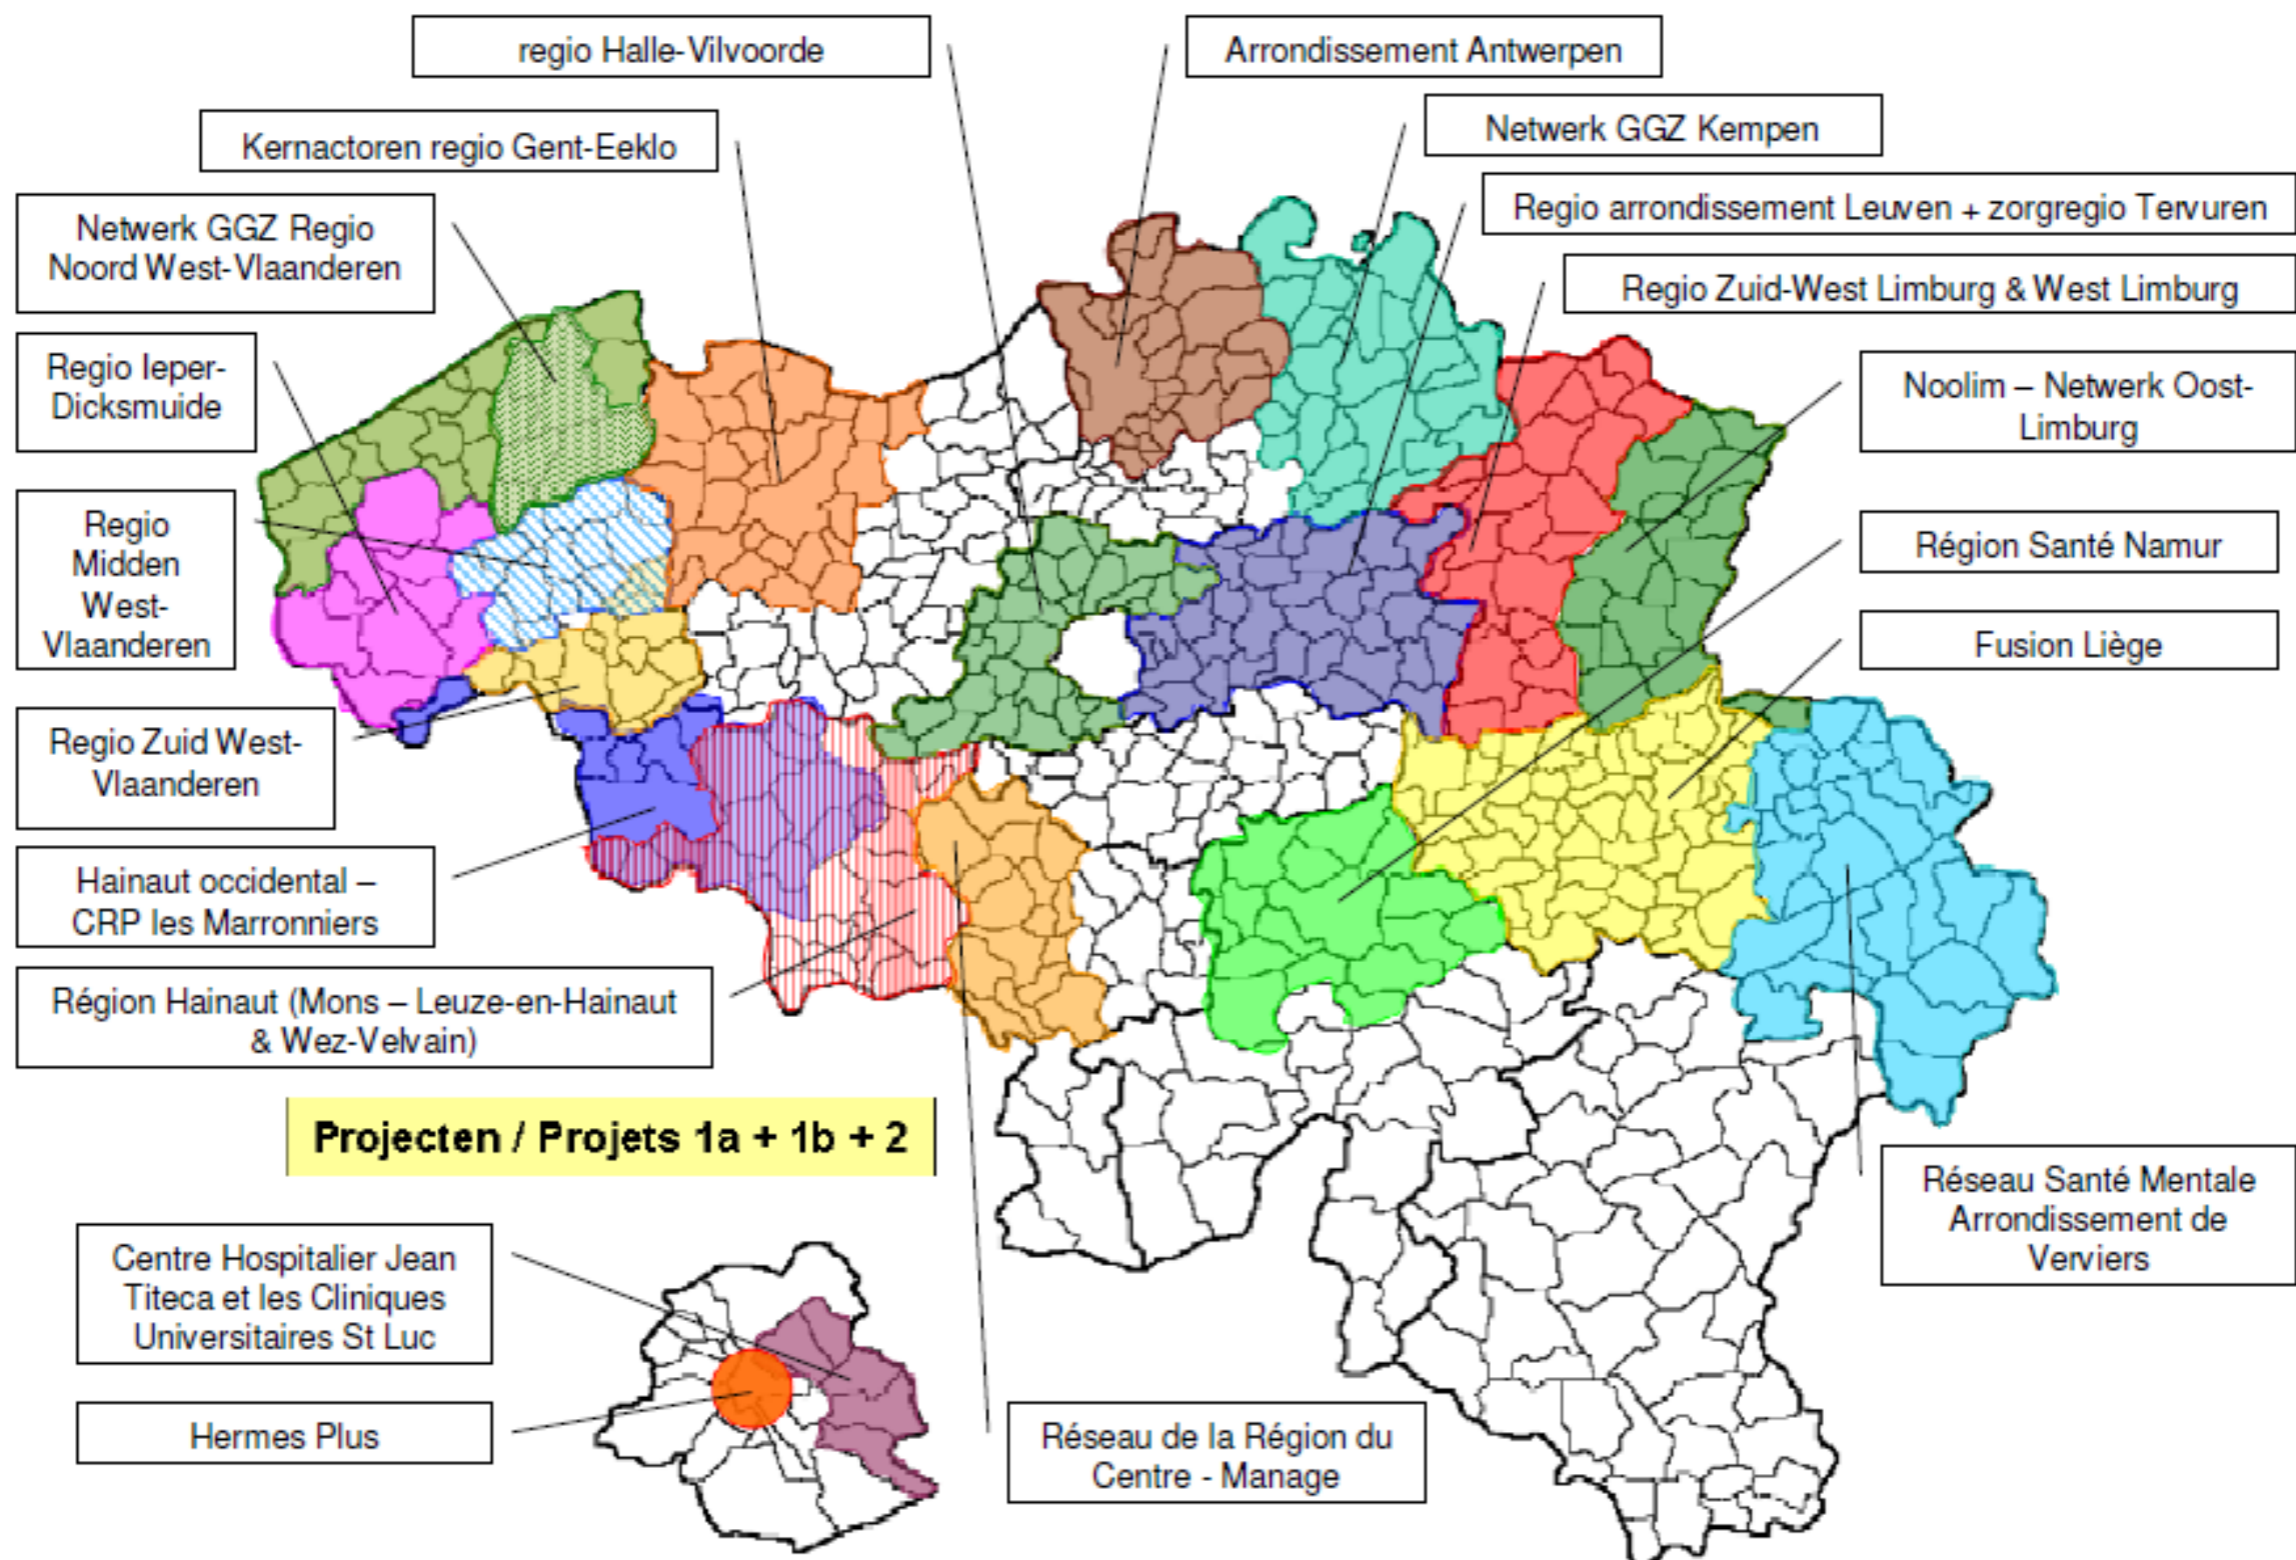 regio Halle-Vilvoorde
Arrondissement Antwerpen
Kernactoren regio Gent-Eeklo
Netwerk GGZ Kempen
Netwerk GGZ Regio
Noord West-Vlaanderen
Regio arrondissement Leuven + zorgregio Tervuren
Regio Zuid-West Limburg & West Limburg
Regio Ieper-
Dicksmuide
Noolim – Netwerk Oost-
Limburg
Regio
Midden
West-
Vlaanderen
Région Santé Namur
Fusion Liège
Regio Zuid West-
Vlaanderen
Hainaut occidental –
CRP les Marronniers
Région Hainaut (Mons – Leuze-en-Hainaut
& Wez-Velvain)
Projecten / Projets 1a + 1b + 2
Réseau Santé Mentale
Arrondissement de
Verviers
Centre Hospitalier Jean
Titeca et les Cliniques
Universitaires St Luc
Hermes Plus
Réseau de la Région du
Centre - Manage